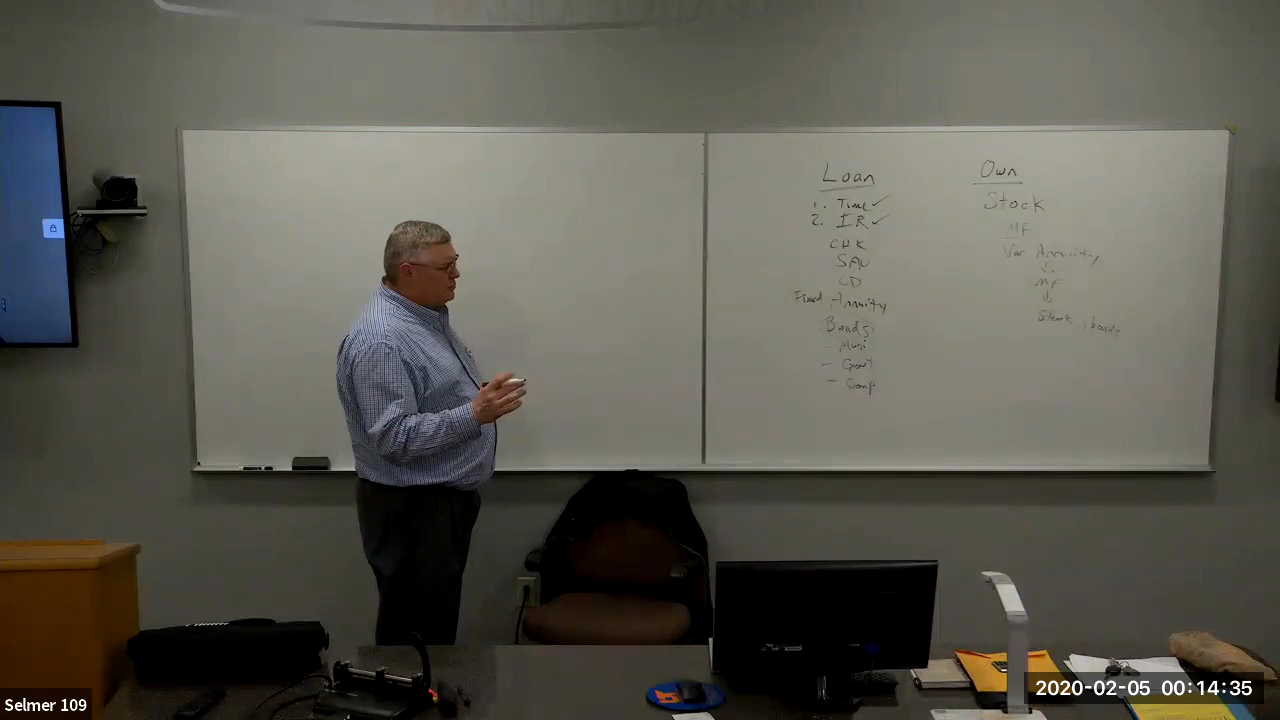 Loan
1. Time ✓
2. IR ✓
CHK
SAV
CD
Fixed Annuity
Bonds
- Muni
- Govt
- Comp
Own
Stock
MF
Var Annuity
↓
MF
↓
Stock,
Selmer 109
2020-02-05 00:14:35